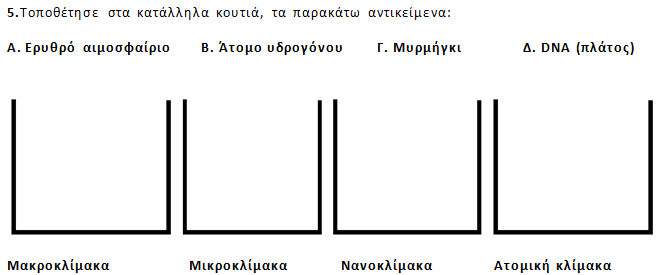 5.Τοποθέτησε στα κατάλληλα κουτιά, τα παρακάτω αντικείμενα:
Α. Ερυθρό αιμοσφαίριο Β. Άτομο υδρογόνου Γ. Μυρμήγκι Δ. DNA (πλάτος)
Μακροκλίμακα Μικροκλίμακα Νανοκλίμακα Ατομική κλίμακα